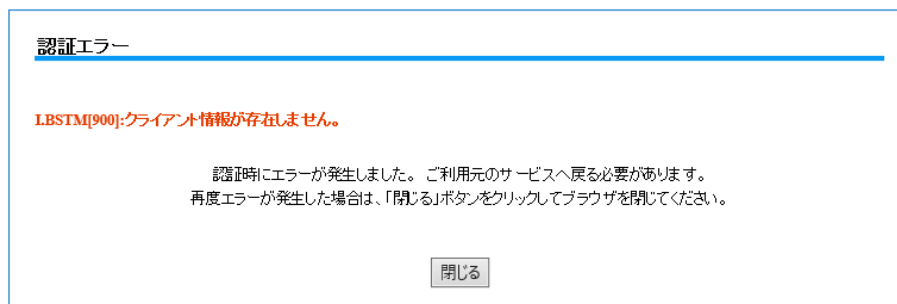 認証エラー
I.BSTM[900]:クライアント情報が存在しません。
認証時にエラーが発生しました。ご利用元のサービスへ戻る必要があります。
再度エラーが発生した場合は、「閉じる」ボタンをクリックしてブラウザを閉じてください。
閉じる